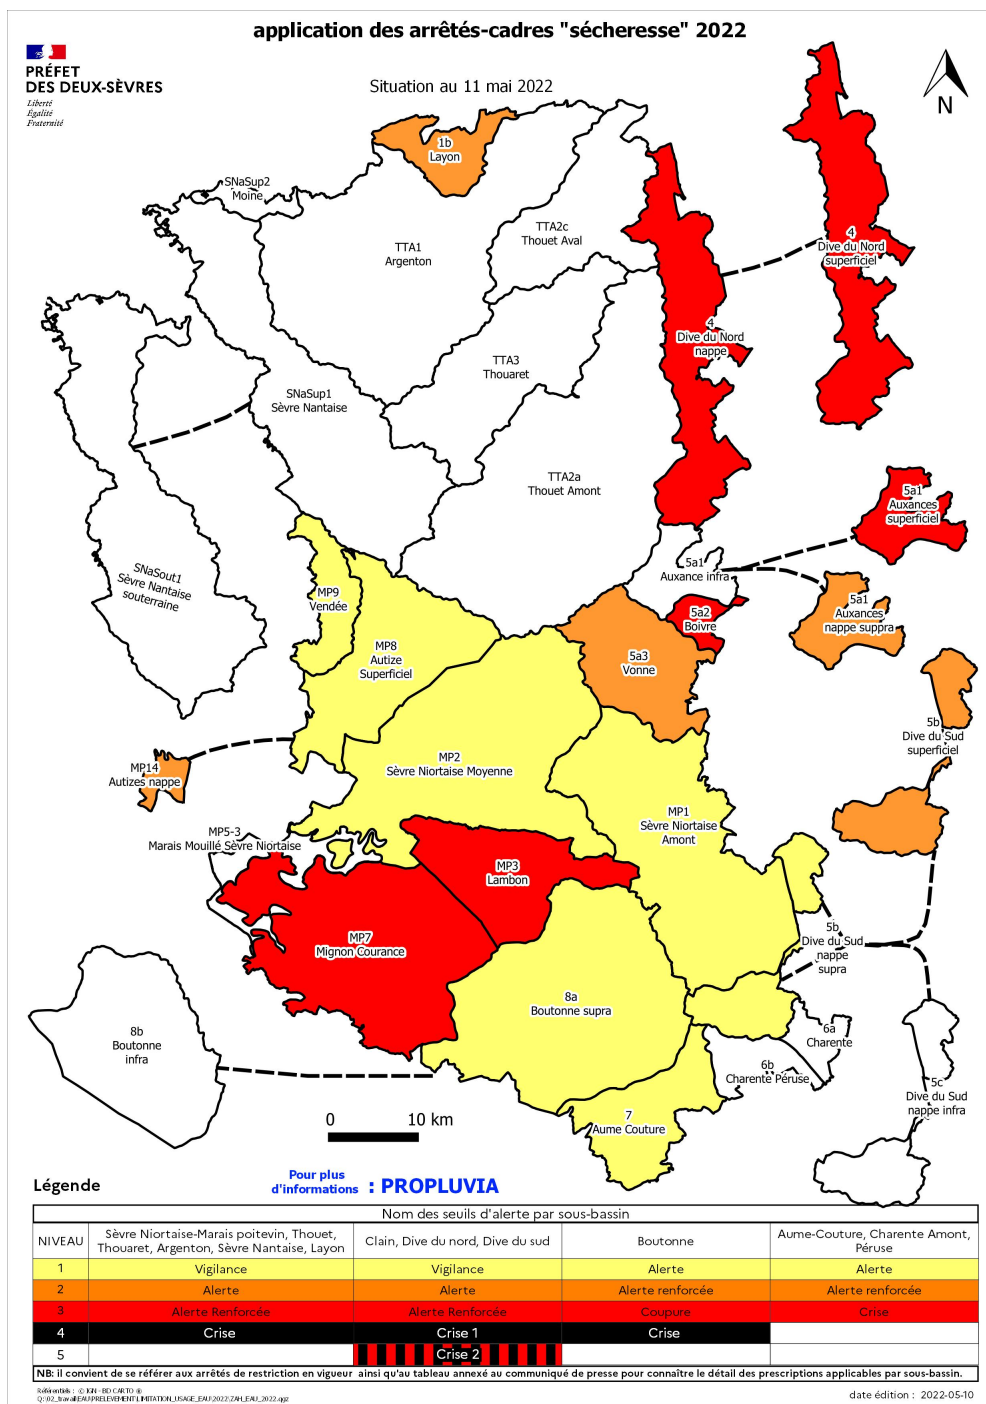 application des arrêtés-cadres "sécheresse" 2022
PRÉFET
DES DEUX-SÈVRES
Liberté
Égalité
Fraternité
Situation au 11 mai 2022
N
1b
Layon
SNaSup2
Moine
TTA1
Argenton
TTA2c
Thouet Aval
4
Dive du Nord
superficiel
4
Dive du Nord
nappe
TTA3
Thouaret
SNaSup1
Sèvre Nantaise
TTA2a
Thouet Amont
5a1
Auxances
superficiel
5a1
Auxance infra
SNaSout1
Sèvre Nantaise
souterraine
MP9
Vendée
5a1
Auxances
nappe suppra
5a2
Boivre
MP8
Autize
Superficiel
5a3
Vonne
5b
Dive du Sud
superficiel
MP14
Autizes nappe
MP2
Sèvre Niortaise Moyenne
MP1
Sèvre Niortaise
Amont
MP5-3
Marais Mouillé Sèvre Niortaise
MP3
Lambon
MP7
Mignon Courance
5b
Dive du Sud
nappe
supra
8a
Boutonne supra
8b
Boutonne
infra
6a
Charente
6b
Charente Péruse
5c
Dive du Sud
nappe infra
7
Aume Couture
0 10 km
Légende
Pour plus
d'informations : PROPLUVIA
Nom des seuils d'alerte par sous-bassin
NIVEAU
Sèvre Niortaise-Marais poitevin, Thouet,
Thouaret, Argenton, Sèvre Nantaise, Layon
Clain, Dive du nord, Dive du sud
Boutonne
Aume-Couture, Charente Amont,
Péruse
1 Vigilance Vigilance Alerte Alerte
2 Alerte Alerte Alerte renforcée Alerte renforcée
3 Alerte Renforcée Alerte Renforcée Coupure Crise
4 Crise Crise 1 Crise
5 Crise 2
NB: il convient de se référer aux arrêtés de restriction en vigueur ainsi qu'au tableau annexé au communiqué de presse pour connaître le détail des prescriptions applicables par sous-bassin.
Référentiels : © IGN - BD CARTO ®
Q:\02_travail\EAU\PRELEVEMENT\LIMITATION_USAGE_EAU\2022\ZAH_EAU_2022.qgz
date édition : 2022-05-10